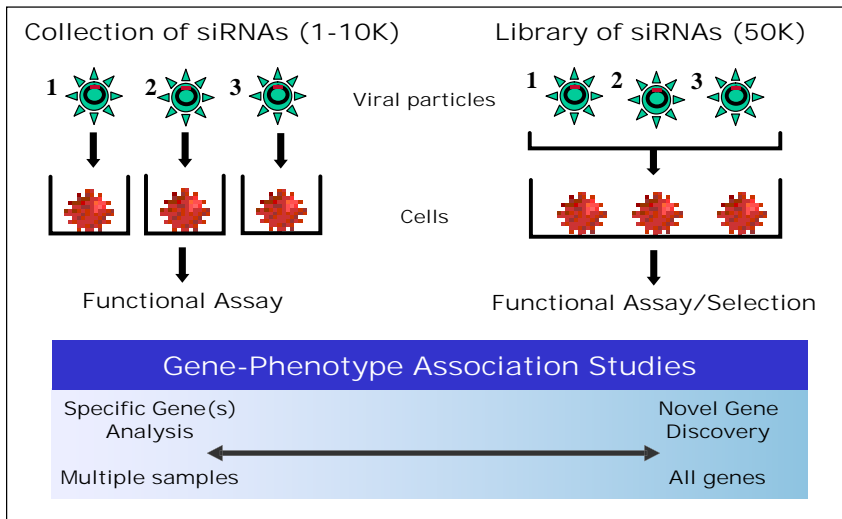 Collection of siRNAs (1-10K)
Library of siRNAs (50K)
1
2
3
Viral particles
1
2
3
Cells
Functional Assay
Functional Assay/Selection
Gene-Phenotype Association Studies
Specific Gene(s)
Analysis
Multiple samples
Novel Gene
Discovery
All genes